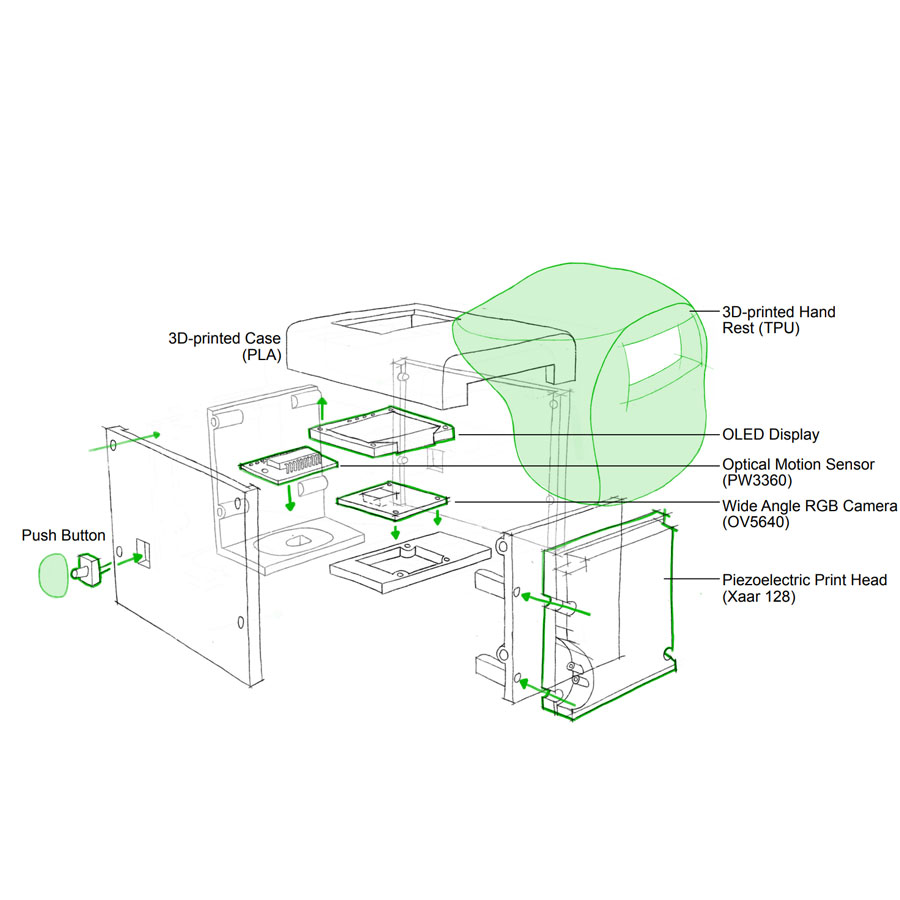 3D-printed Hand
Rest (TPU)
3D-printed Case
(PLA)
OLED Display
Optical Motion Sensor
(PW3360)
Wide Angle RGB Camera
(OV5640)
Push Button
Piezoelectric Print Head
(Xaar 128)